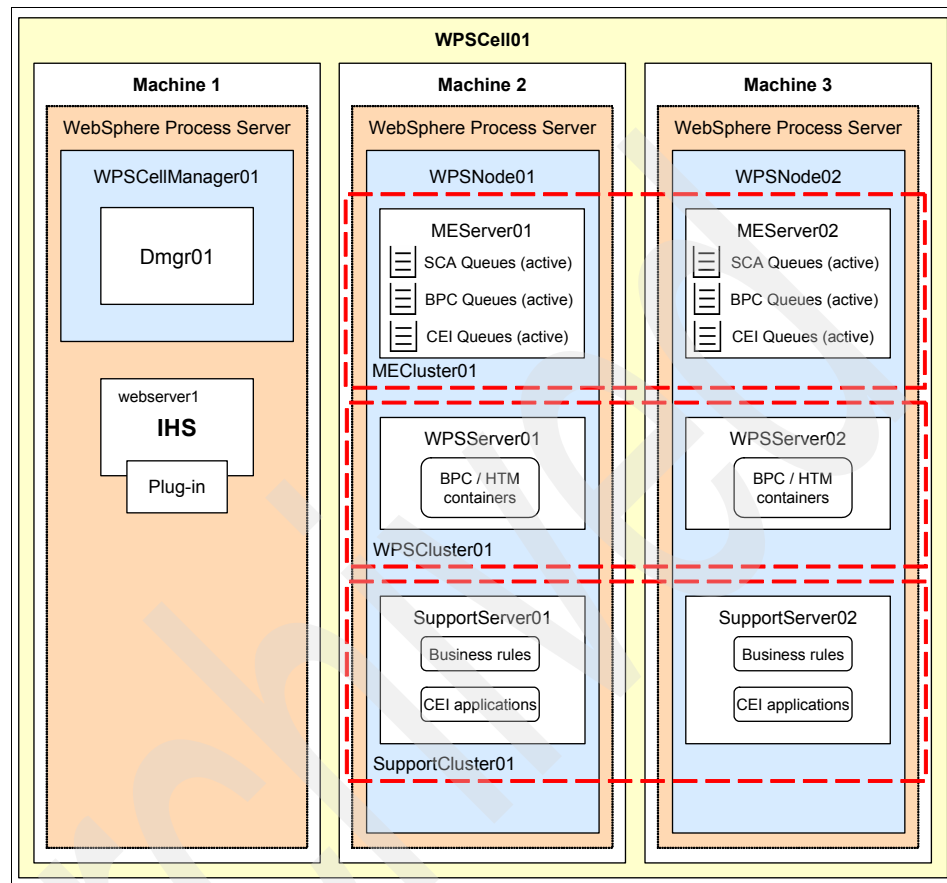 WPSCell01
Machine 1
WebSphere Process Server
WPSCellManager01
Dmgr01
webserver1
IHS
Plug-in
Machine 2
WebSphere Process Server
WPSNode01
MEServer01
SCA Queues (active)
BPC Queues (active)
CEI Queues (active)
MECluster01
WPSServer01
BPC / HTM
containers
WPSCluster01
SupportServer01
Business rules
CEI applications
SupportCluster01
Machine 3
WebSphere Process Server
WPSNode02
MEServer02
SCA Queues (active)
BPC Queues (active)
CEI Queues (active)
WPSServer02
BPC / HTM
containers
SupportServer02
Business rules
CEI applications